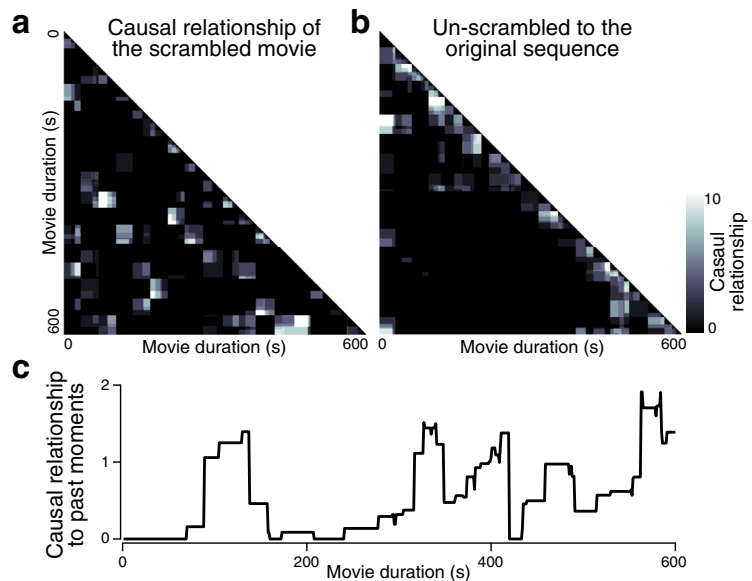 a
Causal relationship of
the scrambled movie
0
Movie duration (s)
600
0
Movie duration (s)
600
b
Un-scrambled to the
original sequence
0
Movie duration (s)
600
10
0
Casaul
relationship
c
Causal relationship
to past moments
2
1
0
0
200
400
600
Movie duration (s)